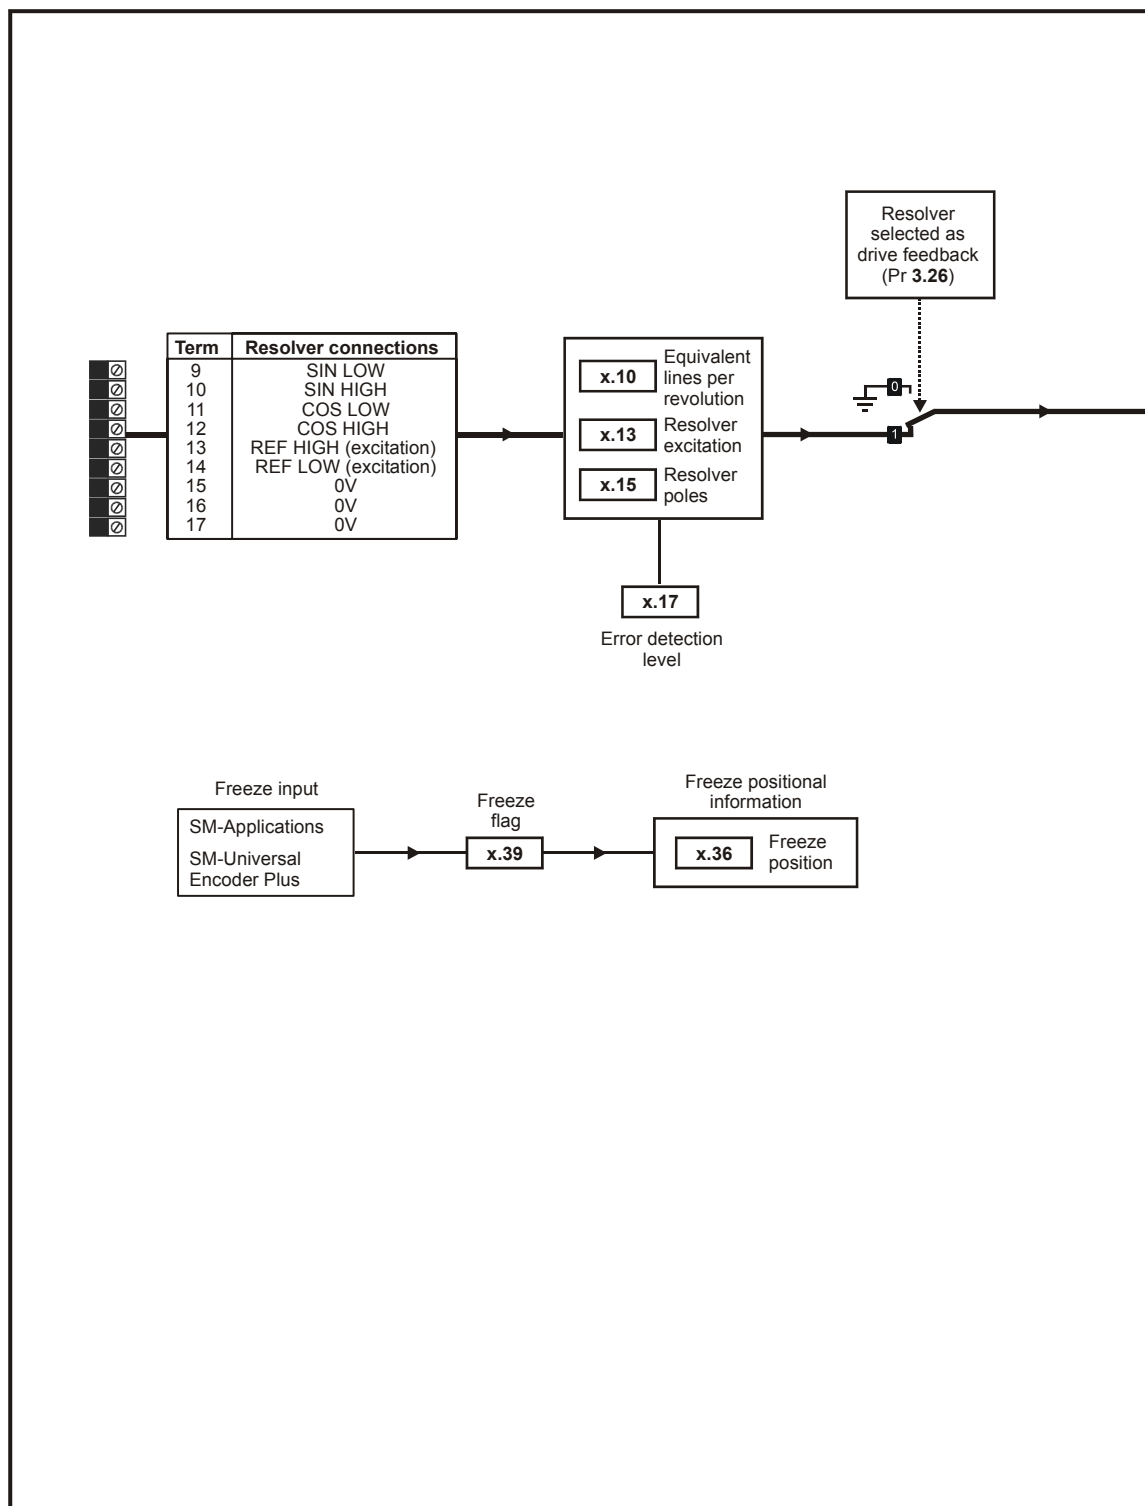 Resolver
selected as
drive feedback
(Pr 3.26)
Term Resolver connections
9 SIN LOW
10 SIN HIGH
11 COS LOW
12 COS HIGH
13 REF HIGH (excitation)
14 REF LOW (excitation)
15 0V
16 0V
17 0V
x.10 Equivalent
lines per
revolution
x.13 Resolver
excitation
x.15 Resolver
poles
0
1
x.17
Error detection
level
Freeze input
SM-Applications
SM-Universal
Encoder Plus
Freeze
flag
x.39
Freeze positional
information
x.36 Freeze
position